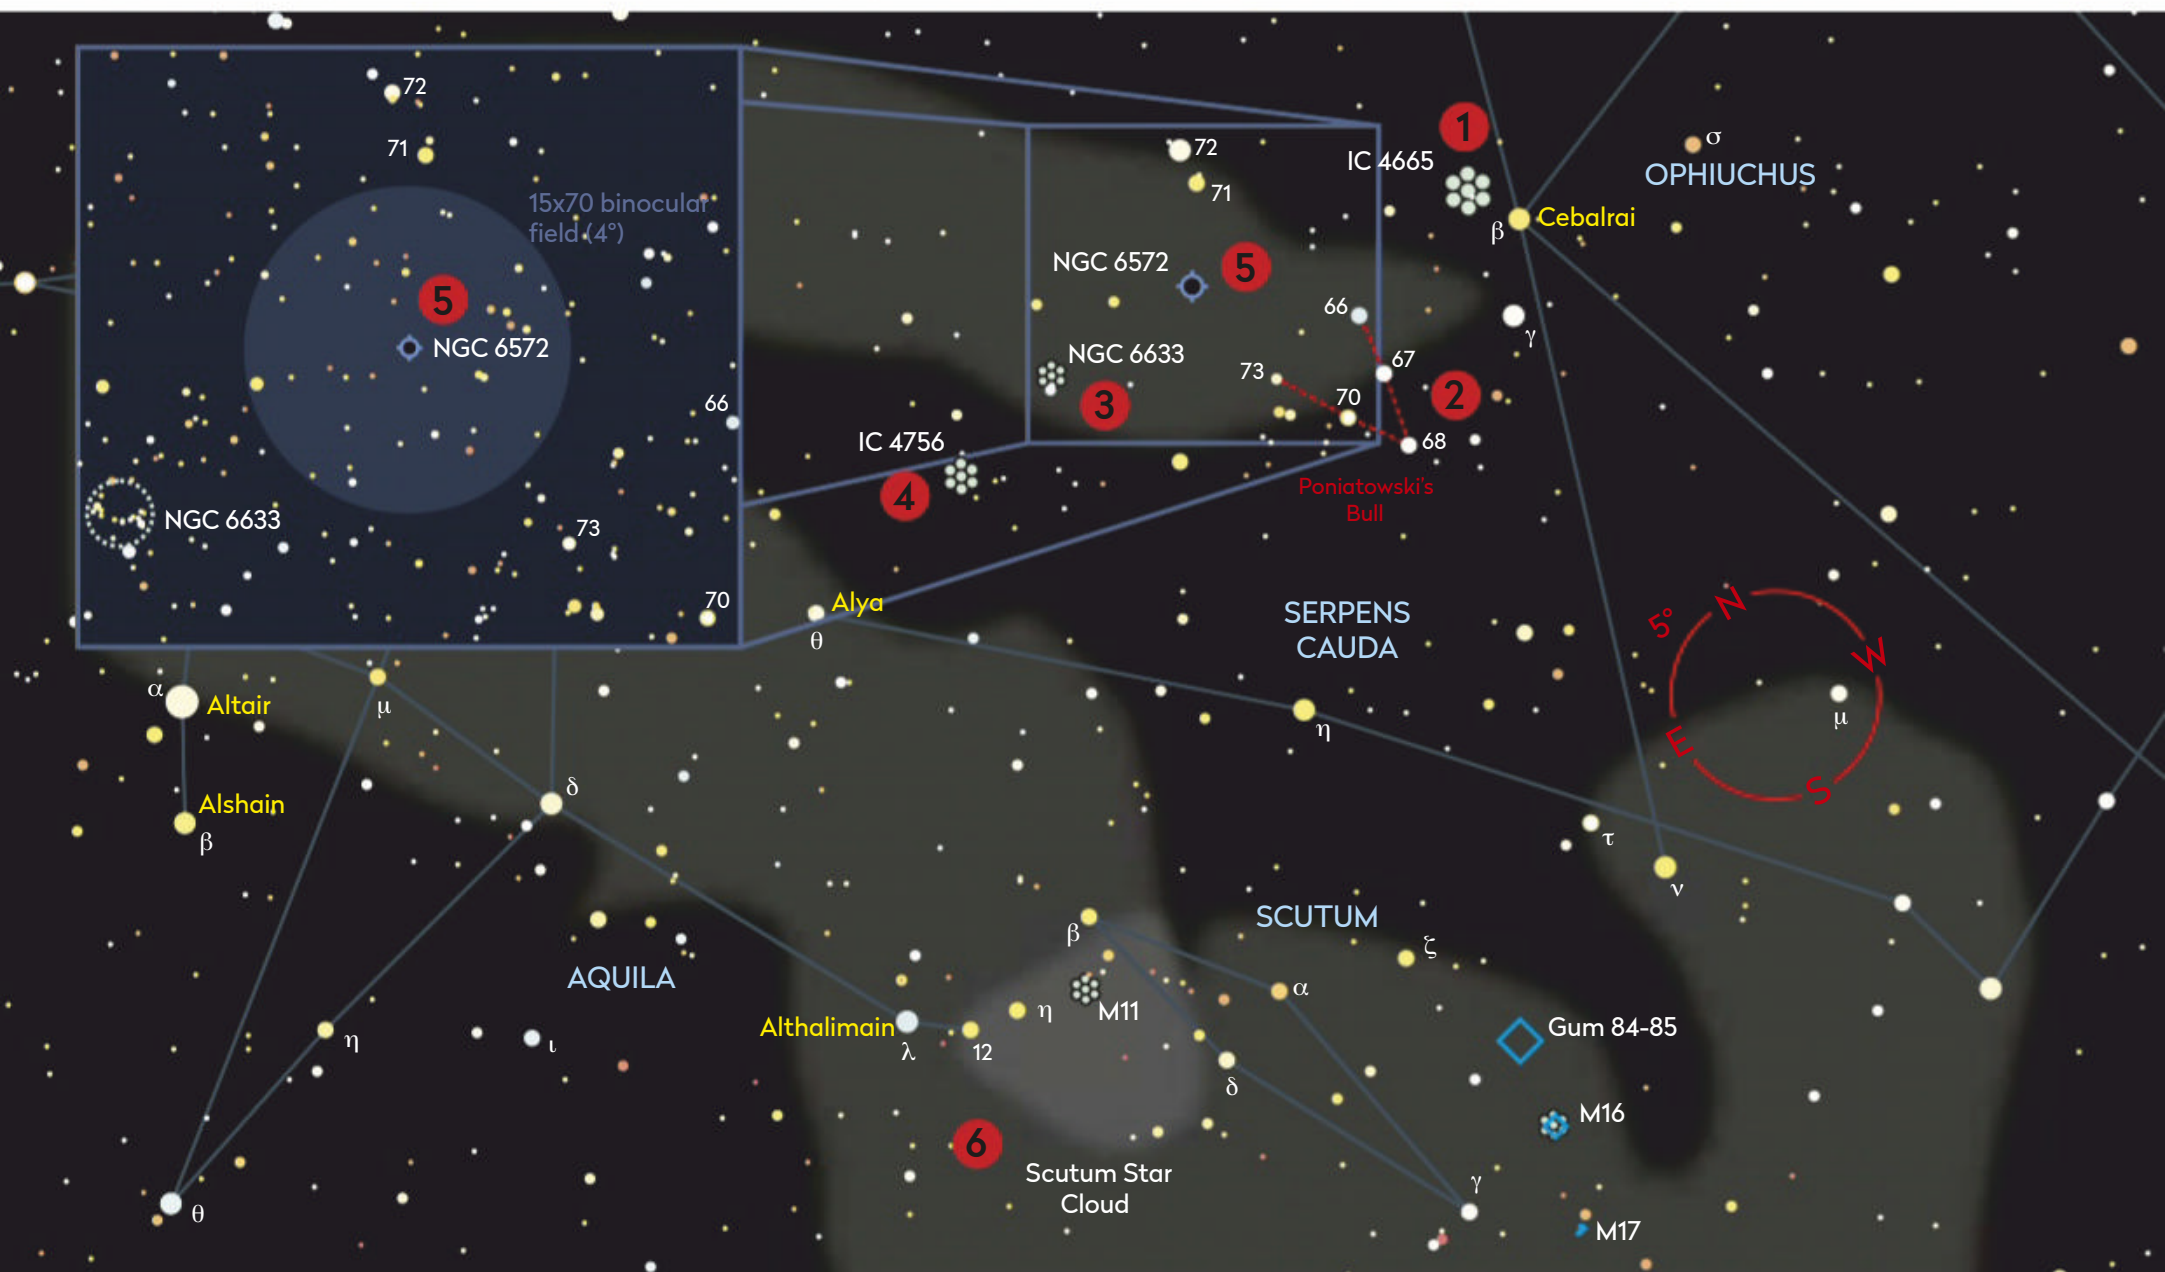 72
71
15x70 binocular
field (4°)
5
NGC 6572
66
NGC 6633
73
70
72
71
NGC 6572
5
66
NGC 6633
3
73
67
70
2
68
Poniatowski's
Bull
IC 4756
4
1
IC 4665
β
Cebalrai
σ
OPHIUCHUS
γ
Alya
θ
SERPENS
CAUDA
η
5°
N
W
E
S
μ
τ
ν
α
Altair
μ
Alshain
β
δ
AQUILA
η
ι
θ
Althalimain
λ
12
η
β
M11
SCUTUM
α
ζ
δ
γ
6
Scutum Star
Cloud
Gum 84-85
M16
M17